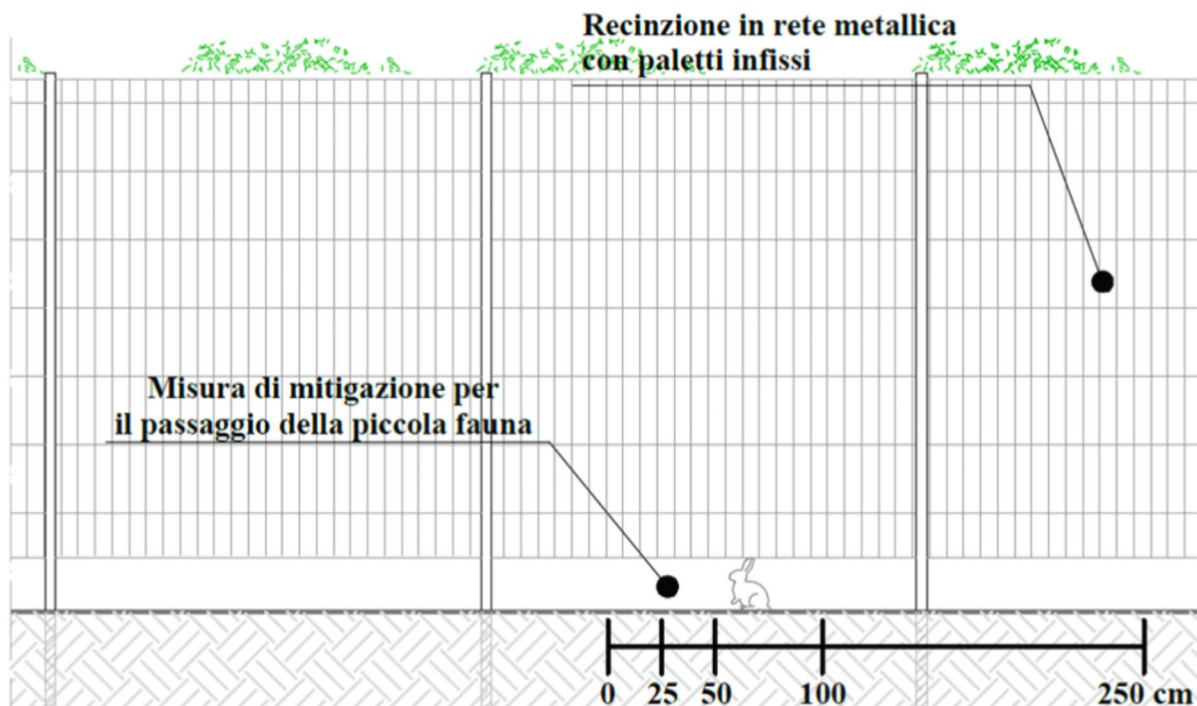 Recinzione in rete metallica
con paletti infissi
Misura di mitigazione per
il passaggio della piccola fauna
0 25 50 100 250 cm